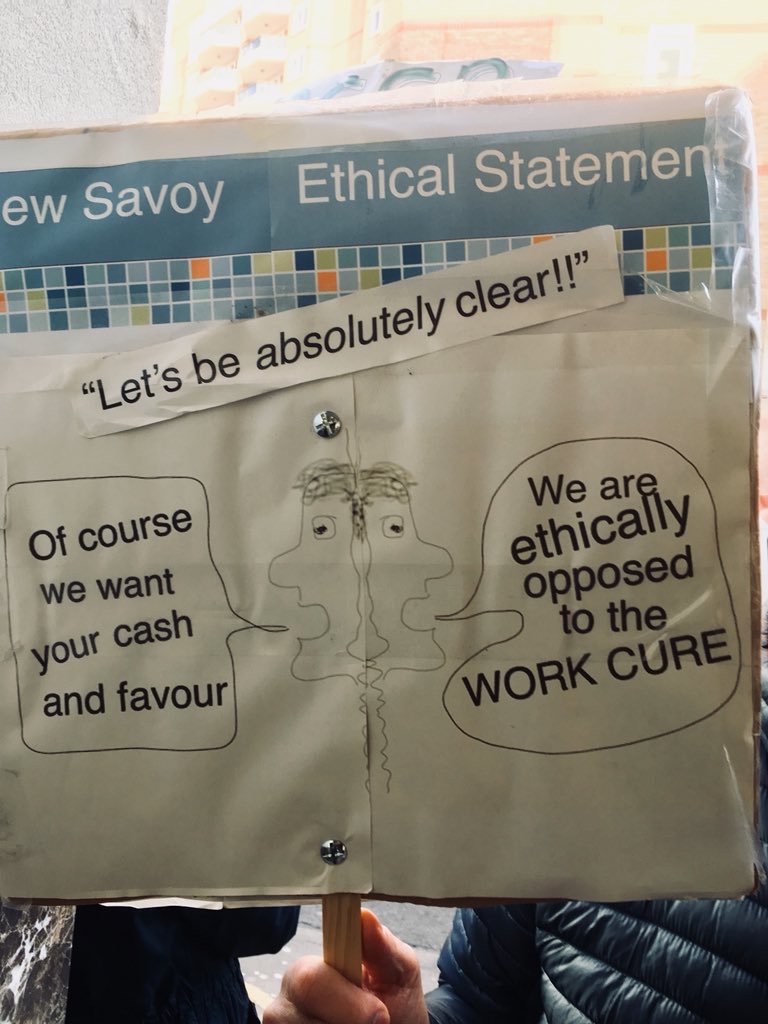 ew Savoy Ethical Statement
"Let's be absolutely clear!!"
Of course
we want
your cash
and favour
We are
ethically
opposed
to the
WORK CURE